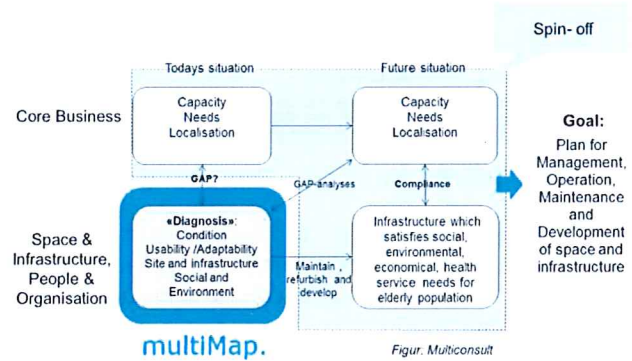 Spin- off
Todays situation
Future situation
Core Business
Capacity
Needs
Localisation
Capacity
Needs
Localisation
Goal:
Plan for
Management,
Operation,
Maintenance
and
Development
of space and
infrastructure
GAP?
GAP-analyses
Compliance
Space &
Infrastructure,
People &
Organisation
«Diagnosis»:
Condition
Usability /Adaptability
Site and infrastructure
Social and
Environment
Maintain ,
refurbish and
develop
Infrastructure which
satisfies social,
environmental,
economical, health
service needs for
elderly population
multiMap.
Figur. Multiconsult